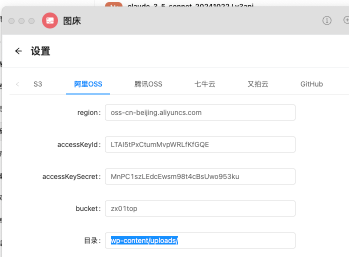 claude-3.5-sonnet-20241022 Lv3api
图床
设置
S3 阿里OSS 腾讯OSS 七牛云 又拍云 GitHub
region: oss-cn-beijing.aliyuncs.com
accessKeyId: LTAI5tPxCtumMvpWRLfKfGQE
accessKeySecret: MnPC1szLEdcEwsm98t4cBsUwo953ku
bucket: zx01top
目录: wp-content/uploads/